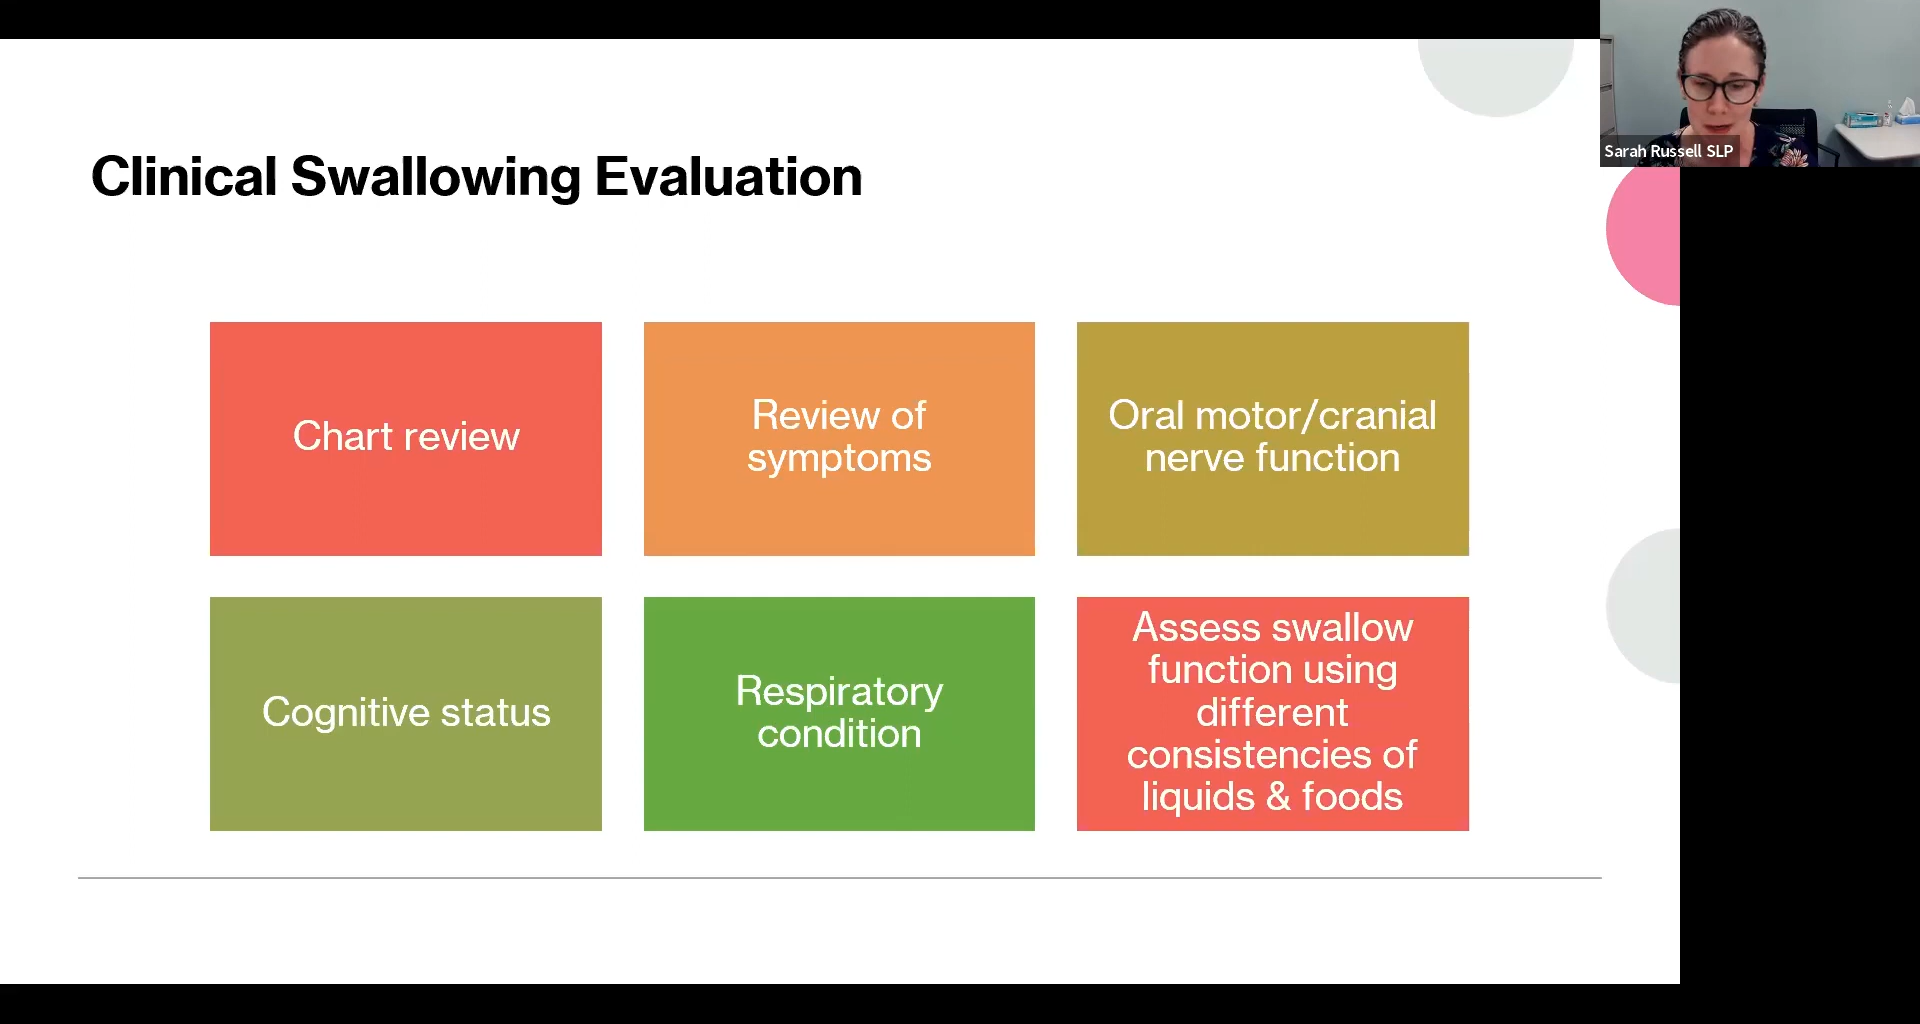 Sarah Russell SLP
Clinical Swallowing Evaluation
Chart review
Review of
symptoms
Oral motor/cranial
nerve function
Cognitive status
Respiratory
condition
Assess swallow
function using
different
consistencies of
liquids & foods